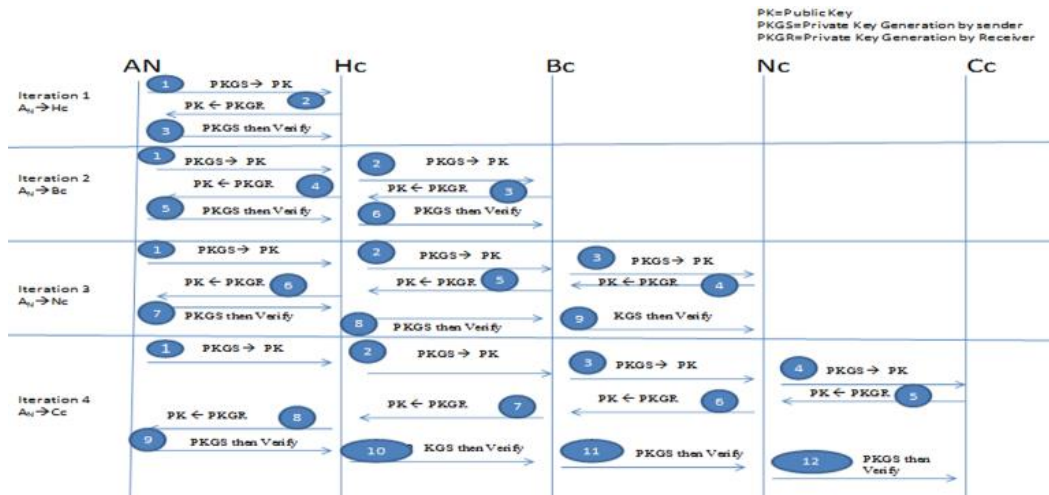 PK=Public Key
PKGS=Private Key Generation by sender
PKGR=Private Key Generation by Receiver
AN Hc Bc Nc Cc
Iteration 1
AN→Hc
1 PKGS→ PK
PK ← PKGR 2
3 PKGS then Verify
Iteration 2
AN→Bc
1 PKGS→ PK 2 PKGS→ PK
PK ← PKGR 4 PK ← PKGR 3
5 PKGS then Verify 6 PKGS then Verify
Iteration 3
AN→Nc
1 PKGS→ PK 2 PKGS→ PK 3 PKGS→ PK
PK ← PKGR 6 PK ← PKGR 5 PK ← PKGR 4
7 PKGS then Verify 8 PKGS then Verify 9 KGS then Verify
Iteration 4
AN→Cc
1 PKGS→ PK 2 PKGS→ PK 3 PKGS→ PK 4 PKGS→ PK
PK ← PKGR 8 PK ← PKGR 7 PK ← PKGR 6 PK ← PKGR 5
9 PKGS then Verify 10 KGS then Verify 11 PKGS then Verify 12 PKGS then
Verify